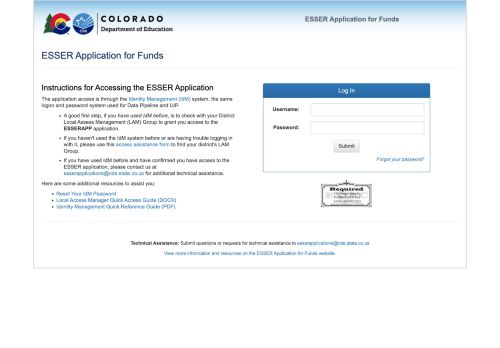 COLORADO
Department of Education
CDE
ESSER Application for Funds
ESSER Application for Funds
Instructions for Accessing the ESSER Application
The application access is through the Identity Management (IdM) system, the same
logon and password system used for Data Pipeline and UIP.
• A good first step, if you have used IdM before, is to check with your District
Local Assess Management (LAM) Group to grant you access to the
ESSERAPP application.
• If you haven't used the IdM system before or are having trouble logging in
with it, please use this access assistance form to find your district's LAM
Group.
• If you have used IdM before and have confirmed you have access to the
ESSER application, please contact us at
esserapplications@cde.state.co.us for additional technical assistance.
Here are some additional resources to assist you:
• Reset Your IdM Password
• Local Access Manager Quick Access Guide (DOCX)
• Identity Management Quick Reference Guide (PDF)
Log In
Username:
Password:
Submit
Forgot your password?
Required
Technical Assistance: Submit questions or requests for technical assistance to esserapplications@cde.state.co.us
View more information and resources on the ESSER Application for Funds website.